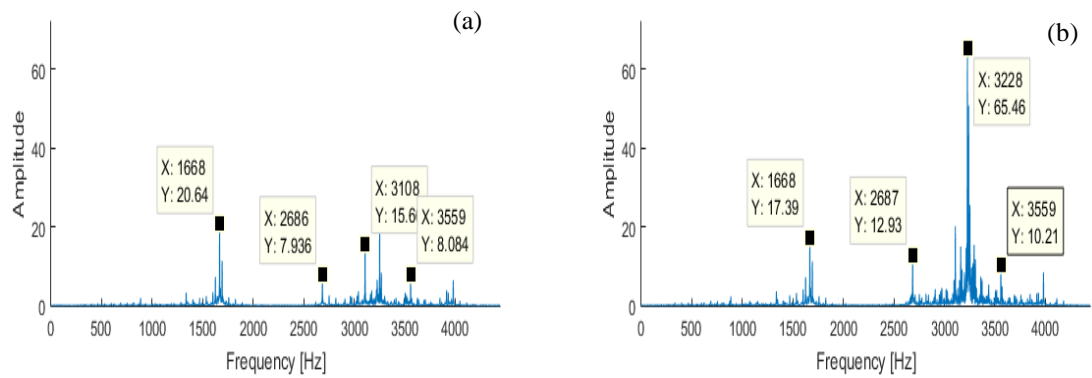 (a)
Amplitude
60
40
20
0
X: 1668
Y: 20.64
X: 2686
Y: 7.936
X: 3108
Y: 15.6
X: 3559
Y: 8.084
0 500 1000 1500 2000 2500 3000 3500 4000
Frequency [Hz]
(b)
Amplitude
60
40
20
0
X: 3228
Y: 65.46
X: 1668
Y: 17.39
X: 2687
Y: 12.93
X: 3559
Y: 10.21
0 500 1000 1500 2000 2500 3000 3500 4000
Frequency [Hz]